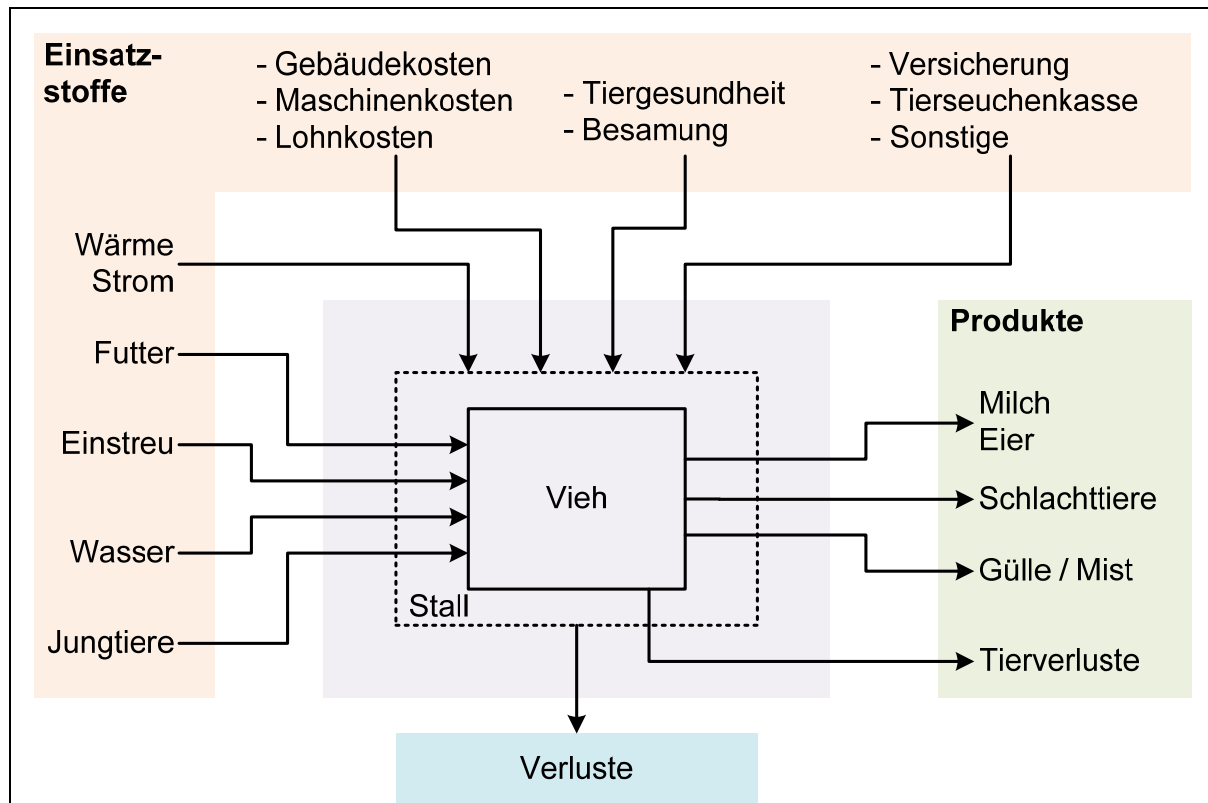 Einsatz-
stoffe
- Gebäudekosten
- Maschinenkosten
- Lohnkosten
- Tiergesundheit
- Besamung
- Versicherung
- Tierseuchenkasse
- Sonstige
Wärme
Strom
Futter
Einstreu
Wasser
Jungtiere
Vieh
Stall
Produkte
Milch
Eier
Schlachttiere
Gülle / Mist
Tierverluste
Verluste